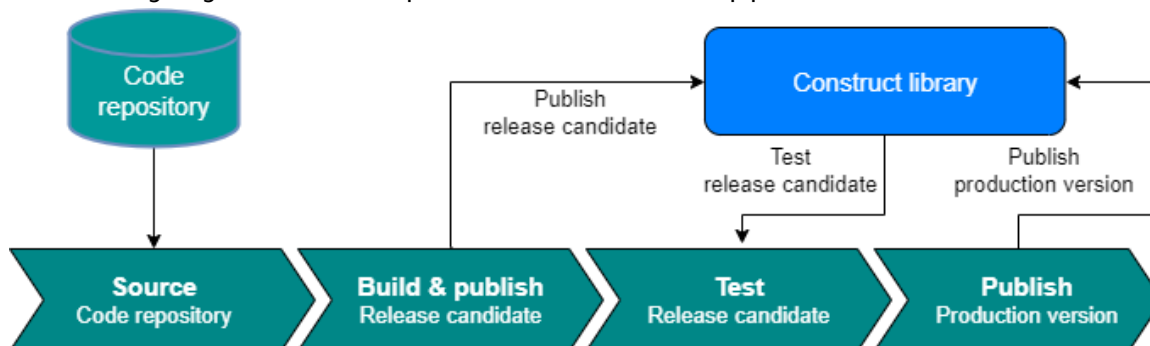 Code
repository
Construct library
Publish
release candidate
Test
release candidate
Publish
production version
Source
Code repository
Build & publish
Release candidate
Test
Release candidate
Publish
Production version